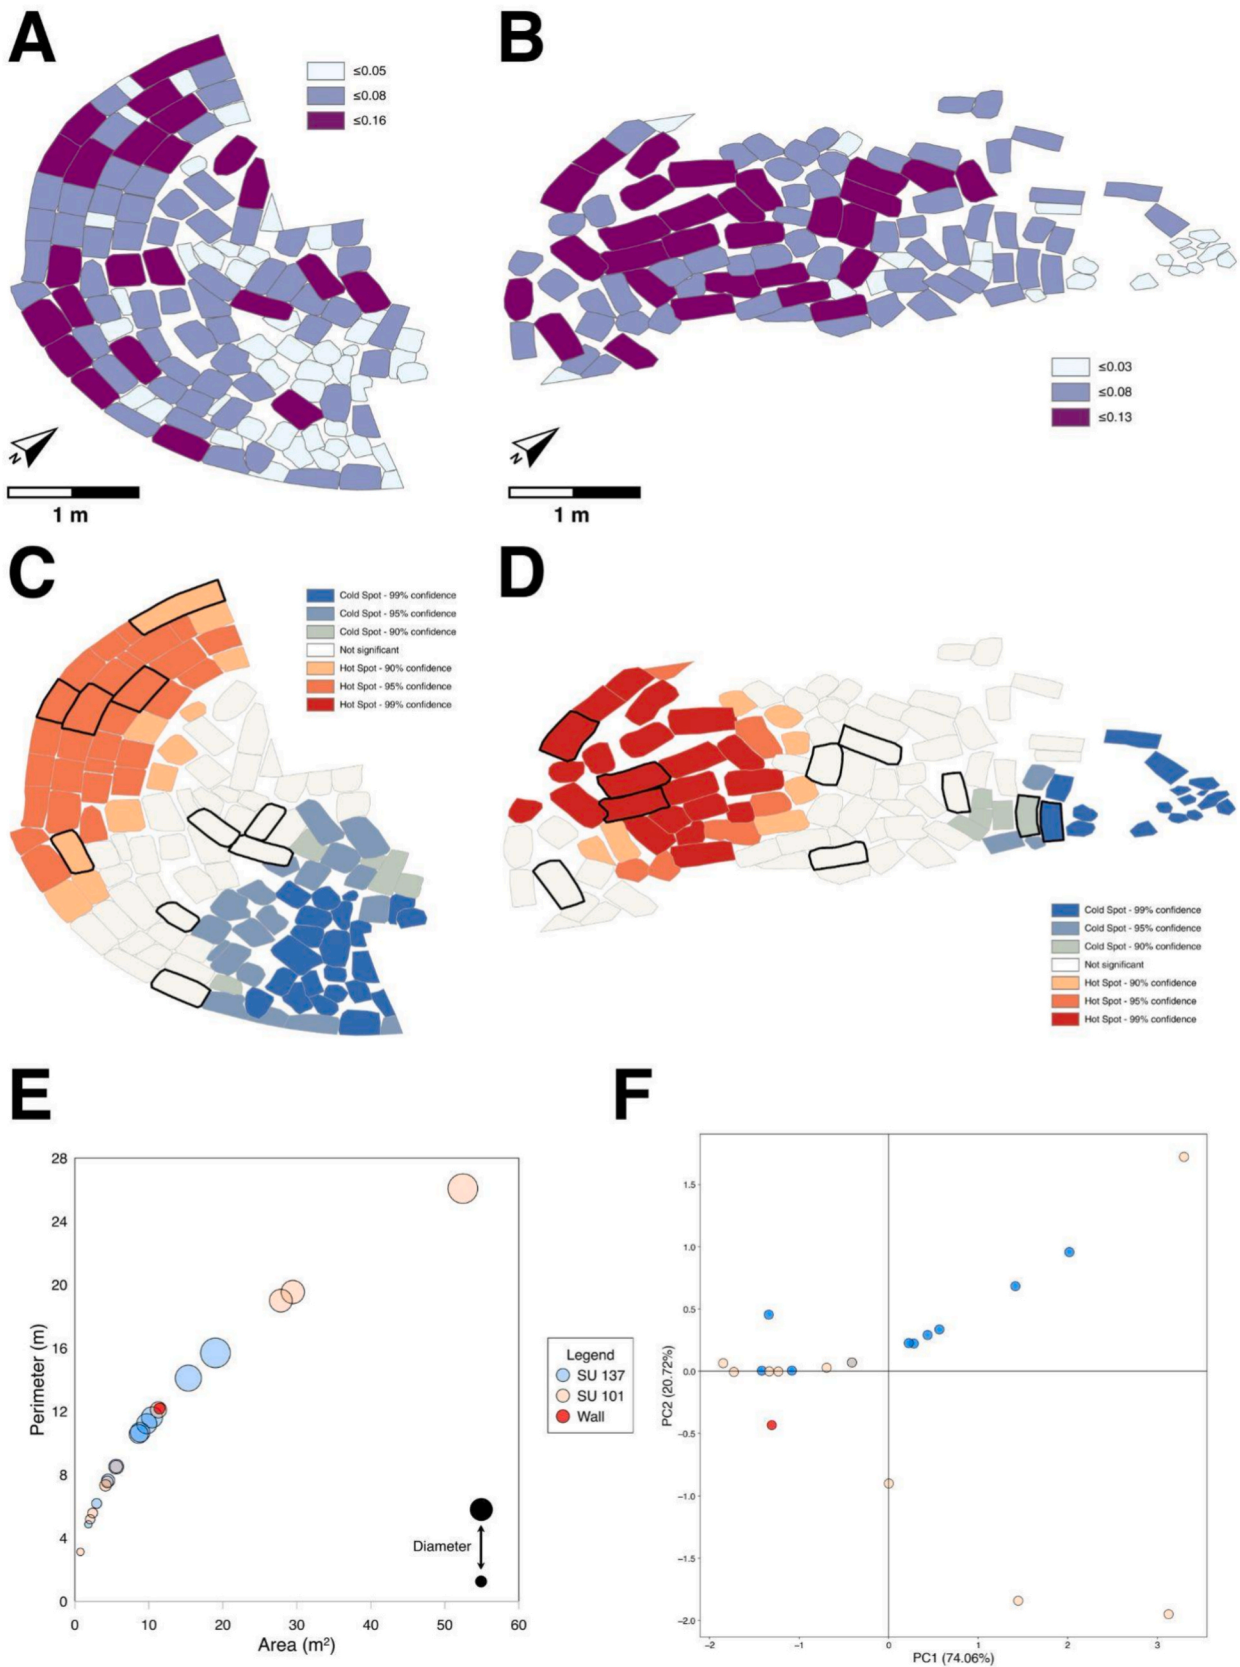 A
≤0.05
≤0.08
≤0.16
N
1 m
B
≤0.03
≤0.08
≤0.13
N
1 m
C
Cold Spot - 99% confidence
Cold Spot - 95% confidence
Cold Spot - 90% confidence
Not significant
Hot Spot - 90% confidence
Hot Spot - 95% confidence
Hot Spot - 99% confidence
D
Cold Spot - 99% confidence
Cold Spot - 95% confidence
Cold Spot - 90% confidence
Not significant
Hot Spot - 90% confidence
Hot Spot - 95% confidence
Hot Spot - 99% confidence
E
28
24
20
16
12
8
4
0
Perimeter (m)
0 10 20 30 40 50 60
Area (m²)
Diameter
Legend
SU 137
SU 101
Wall
F
1.5
1.0
0.5
0.0
−0.5
−1.0
−1.5
−2.0
PC2 (20.72%)
−2 −1 0 1 2 3
PC1 (74.06%)